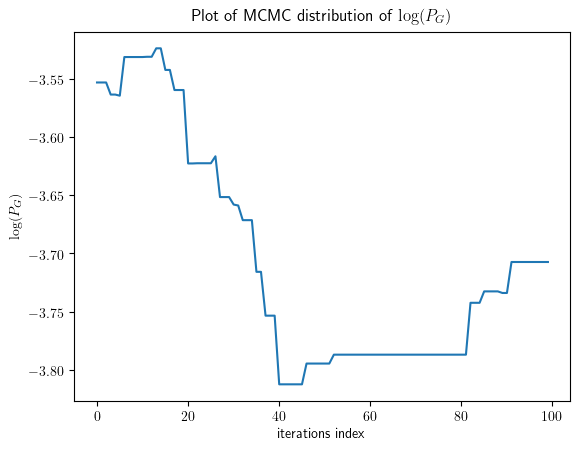 Plot of MCMC distribution of log(P_G)
log(P_G)
−3.55
−3.60
−3.65
−3.70
−3.75
−3.80
0 20 40 60 80 100
iterations index